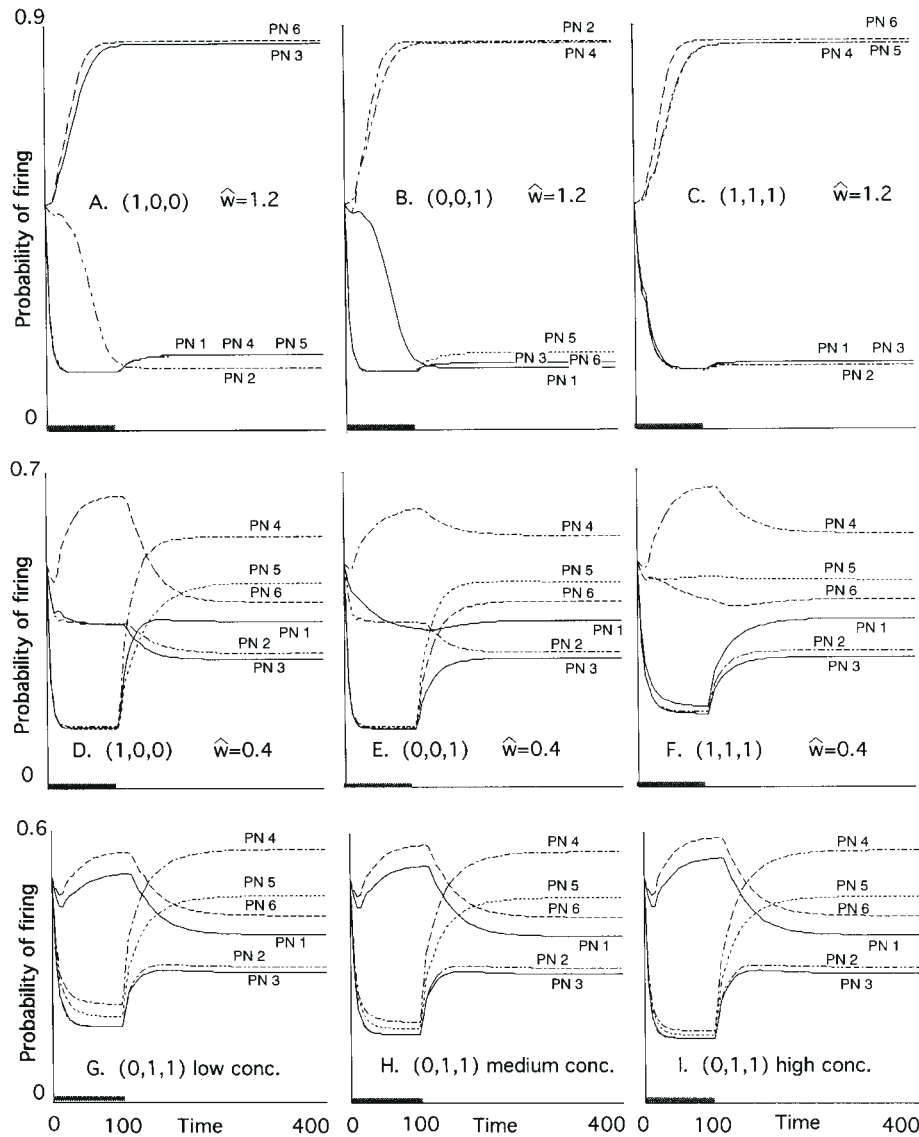 0.9
Probability of firing
0
PN 6
PN 3
A. (1,0,0) ŵ=1.2
PN 1 PN 4 PN 5
PN 2
PN 2
PN 4
B. (0,0,1) ŵ=1.2
PN 5
PN 3 PN 6
PN 1
PN 6
PN 4 PN 5
C. (1,1,1) ŵ=1.2
PN 1 PN 3
PN 2
0.7
Probability of firing
0
PN 4
PN 5
PN 6
PN 1
PN 2
PN 3
D. (1,0,0) ŵ=0.4
PN 4
PN 5
PN 6
PN 1
PN 2
PN 3
E. (0,0,1) ŵ=0.4
PN 4
PN 5
PN 6
PN 1
PN 2
PN 3
F. (1,1,1) ŵ=0.4
0.6
Probability of firing
0
PN 4
PN 5
PN 6
PN 1
PN 2
PN 3
G. (0,1,1) low conc.
0 100 Time 400
PN 4
PN 5
PN 6
PN 1
PN 2
PN 3
H. (0,1,1) medium conc.
0 100 Time 400
PN 4
PN 5
PN 6
PN 1
PN 2
PN 3
I. (0,1,1) high conc.
0 100 Time 400